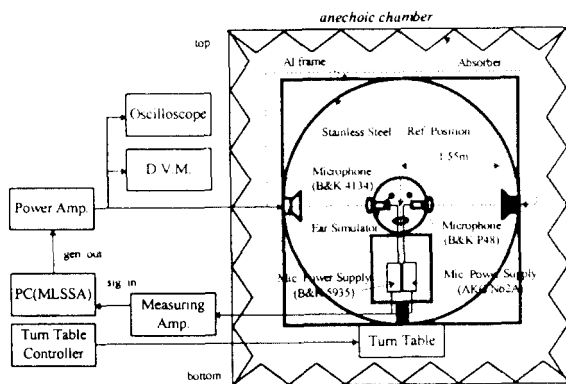 anechoic chamber
top
Al frame
Absorber
Oscilloscope
Stainless Steel
Ref. Position
1.55m
D.V.M.
Microphone
(B&K 4134)
Power Amp.
Ear Simulator
Microphone
(B&K P48)
gen out
Mic Power Supply
(B&K 5935)
Mic Power Supply
(AKG N62A)
PC(MLSSA)
sig in
Measuring
Amp.
Turn Table
Controller
Turn Table
bottom